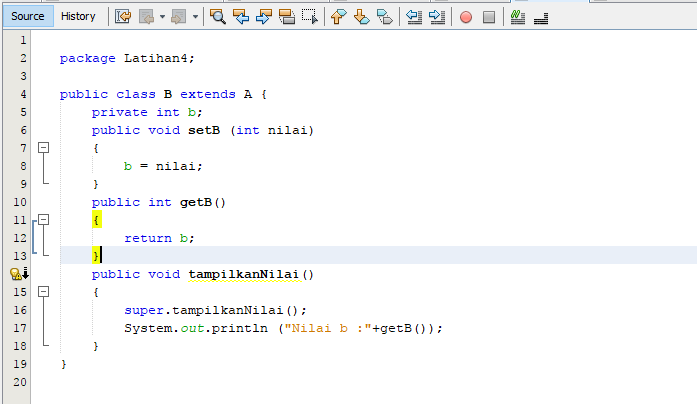 Source History
1
2 package Latihan4;
3
4 public class B extends A {
5 private int b;
6 public void setB (int nilai)
7 {
8 b = nilai;
9 }
10 public int getB()
11 {
12 return b;
13 }
public void tampilkanNilai()
15 {
16 super.tampilkanNilai();
17 System.out.println ("Nilai b :"+getB());
18 }
19 }
20